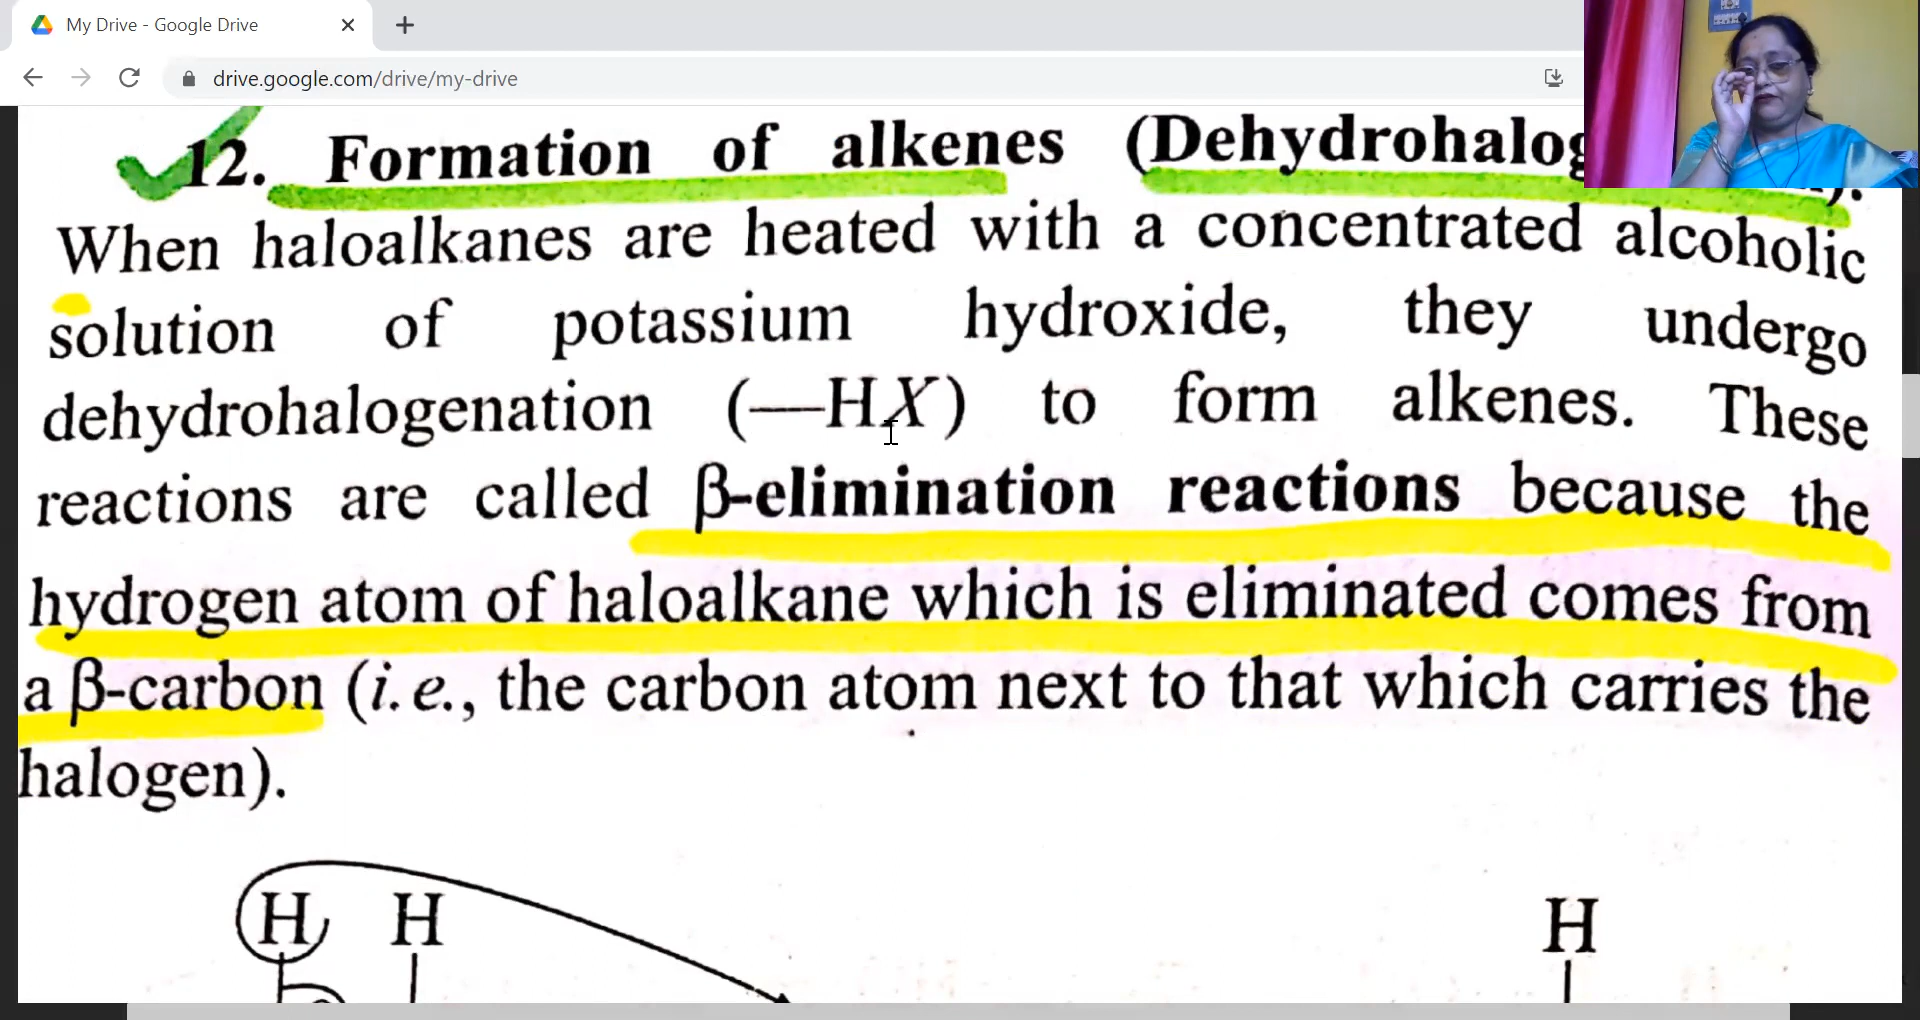 My Drive - Google Drive
drive.google.com/drive/my-drive
12. Formation of alkenes
When haloalkanes are heated with a concentrated alcoholic
solution of potassium hydroxide, they undergo
dehydrohalogenation (—HX) to form alkenes. These
reactions are called β-elimination reactions because the
hydrogen atom of haloalkane which is eliminated comes from
a β-carbon (i. e., the carbon atom next to that which carries the
halogen).
H H H